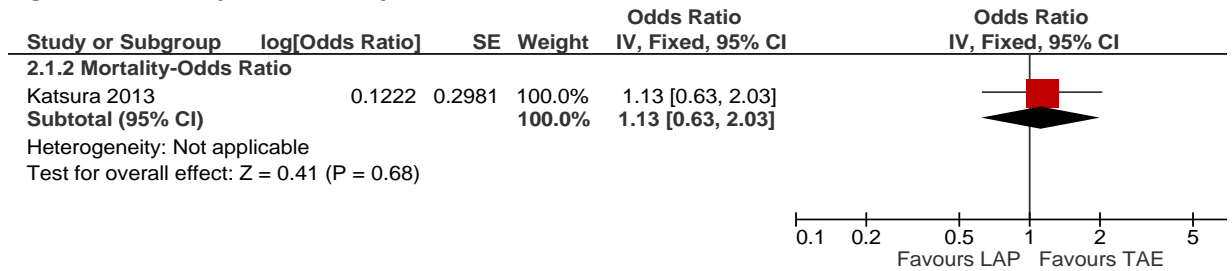 Odds Ratio Odds Ratio
Study or Subgroup log[Odds Ratio] SE Weight IV, Fixed, 95% CI IV, Fixed, 95% CI
2.1.2 Mortality-Odds Ratio
Katsura 2013 0.1222 0.2981 100.0% 1.13 [0.63, 2.03]
Subtotal (95% CI) 100.0% 1.13 [0.63, 2.03]
Heterogeneity: Not applicable
Test for overall effect: Z = 0.41 (P = 0.68)
0.1 0.2 0.5 1 2 5
Favours LAP Favours TAE